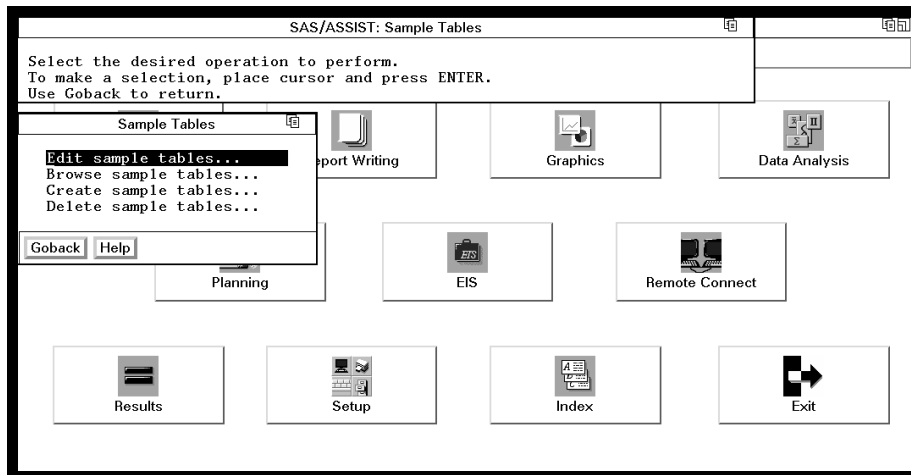 SAS/ASSIST: Sample Tables
Select the desired operation to perform.
To make a selection, place cursor and press ENTER.
Use Goback to return.
Sample Tables
Edit sample tables...
Browse sample tables...
Create sample tables...
Delete sample tables...
Goback Help
eport Writing
Graphics
Data Analysis
Planning
EIS
EIS
Remote Connect
Results
Setup
Index
Exit